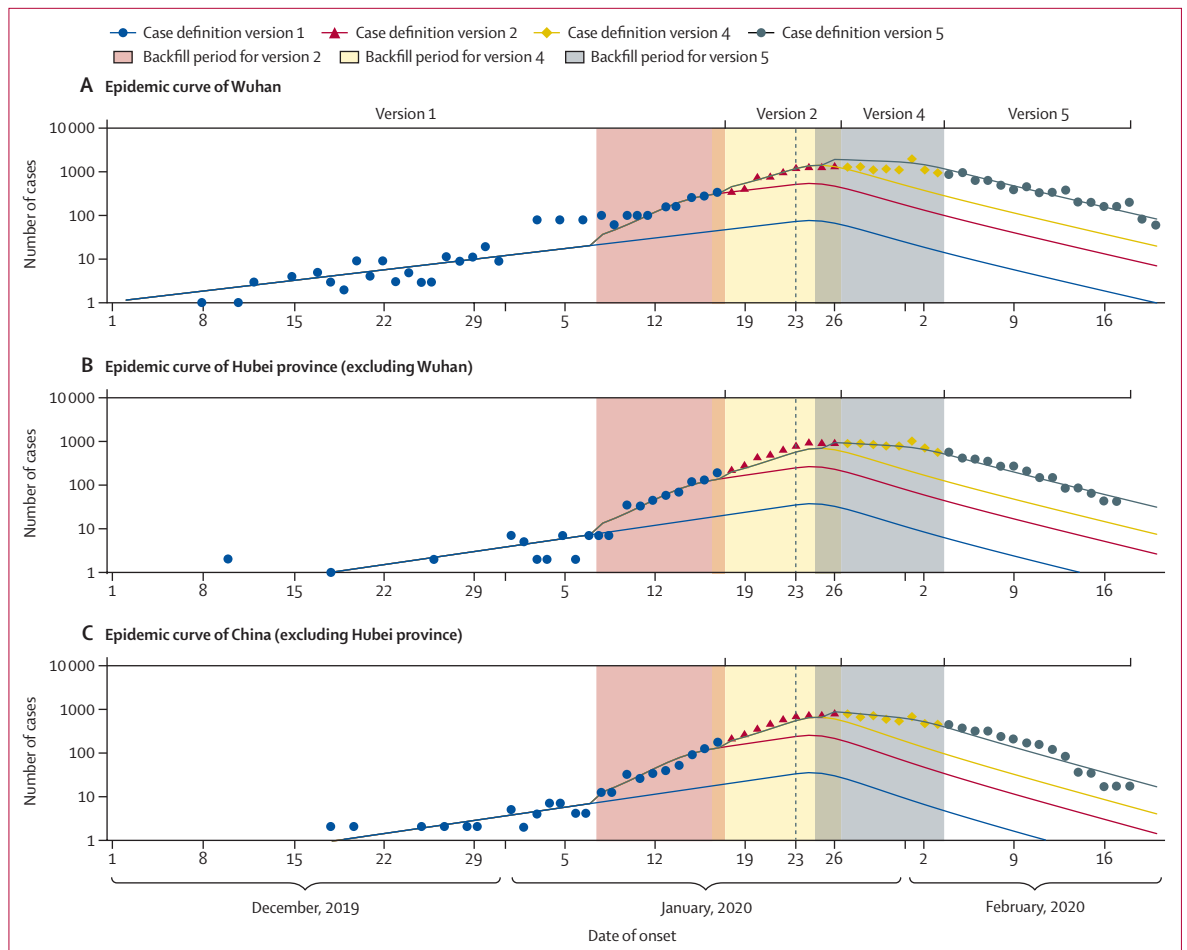 Case definition version 1 Case definition version 2 Case definition version 4 Case definition version 5
Backfill period for version 2 Backfill period for version 4 Backfill period for version 5
A Epidemic curve of Wuhan
Version 1 Version 2 Version 4 Version 5
Number of cases
10 000
1000
100
10
1
1 8 15 22 29 5 12 19 23 26 2 9 16
B Epidemic curve of Hubei province (excluding Wuhan)
Number of cases
10 000
1000
100
10
1
1 8 15 22 29 5 12 19 23 26 2 9 16
C Epidemic curve of China (excluding Hubei province)
Number of cases
10 000
1000
100
10
1
1 8 15 22 29 5 12 19 23 26 2 9 16
December, 2019 January, 2020 February, 2020
Date of onset